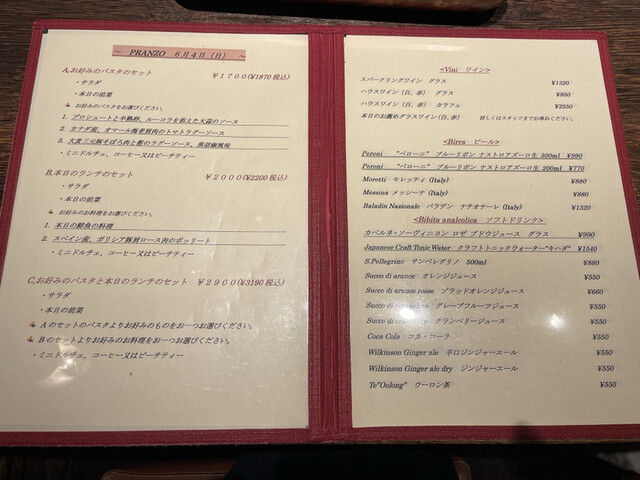 ～ PRANZO 6月4日（日） ～
A,お好みのパスタのセット ¥1700(¥1870税込)
・サラダ
・本日の前菜
お好みのパスタをお選びください。
1. プロシュートと半熟卵、ルーコラを添えた大蒜のソース
2. カナダ産、オマール海老唇肉のトマトラグーソース
3. 大麦三元豚そぼろ肉と麓のラグーソース、黒胡椒風味
・ミニドルチェ、コーヒー又はピーチティー
B,本日のランチのセット ¥2000(¥2200税込)
・サラダ
・本日の前菜
お好みのお料理をお選びください。
1. 本日の鮮魚の料理
2. スペイン産、ガリシア豚肩ロース肉のボッリート
・ミニドルチェ、コーヒー又はピーチティー
C,お好みのパスタと本日のランチのセット ¥2900(¥3190税込)
・サラダ
・本日の前菜
Aのセットのパスタよりお好みのものをお一つお選びください。
Bのセットよりお好みのお料理をお一つお選びください。
・ミニドルチェ、コーヒー又はピーチティー
<Vini ワイン>
スパークリングワイン グラス ¥1320
ハウスワイン（白、赤） グラス ¥850
ハウスワイン（白、赤） カラフェ ¥2550
本日のお薦めグラスワイン(白、赤) 詳しくはスタッフまでお尋ねください。
<Birra ビール>
Peroni "ペローニ" ブルーリボン ナストロアズーロ生 300ml ¥990
Peroni "ペローニ" ブルーリボン ナストロアズーロ生 200ml ¥770
Moretti モレッティ (Italy) ¥880
Messina メッシーナ (Italy) ¥880
Baladin Nazionale バラデン ナチオナーレ (Italy) ¥1320
<Bibita analcolica ソフトドリンク>
カベルネ・ソーヴィニヨン ロゼ ブドウジュース グラス ¥990
Japanese Craft Tonic Water クラフトトニックウォーター"キハダ" ¥1540
S.Pellegrino サンペレグリノ 500ml ¥880
Succo di arance オレンジジュース ¥550
Succo di arance rosse ブラッドオレンジジュース ¥660
Succo di グレープフルーツジュース ¥550
Succo di クランベリージュース ¥550
Coca Cola コカ・コーラ ¥550
Wilkinson Ginger ale 辛口ジンジャーエール ¥550
Wilkinson Ginger ale dry ジンジャーエール ¥550
Te"Oolong" ウーロン茶 ¥550